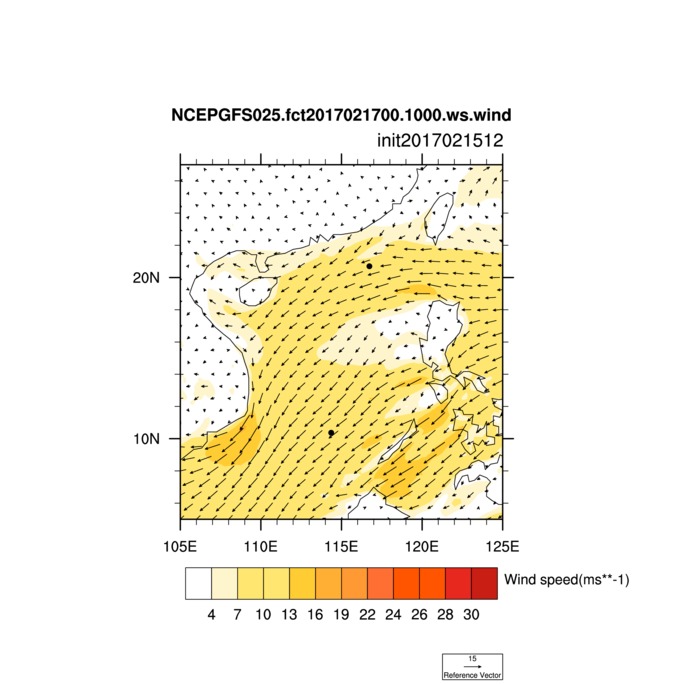 NCEPGFS025.fct2017021700.1000.ws.wind
init2017021512
20N
10N
105E 110E 115E 120E 125E
Wind speed(ms**-1)
4 7 10 13 16 19 22 24 26 28 30
15
Reference Vector